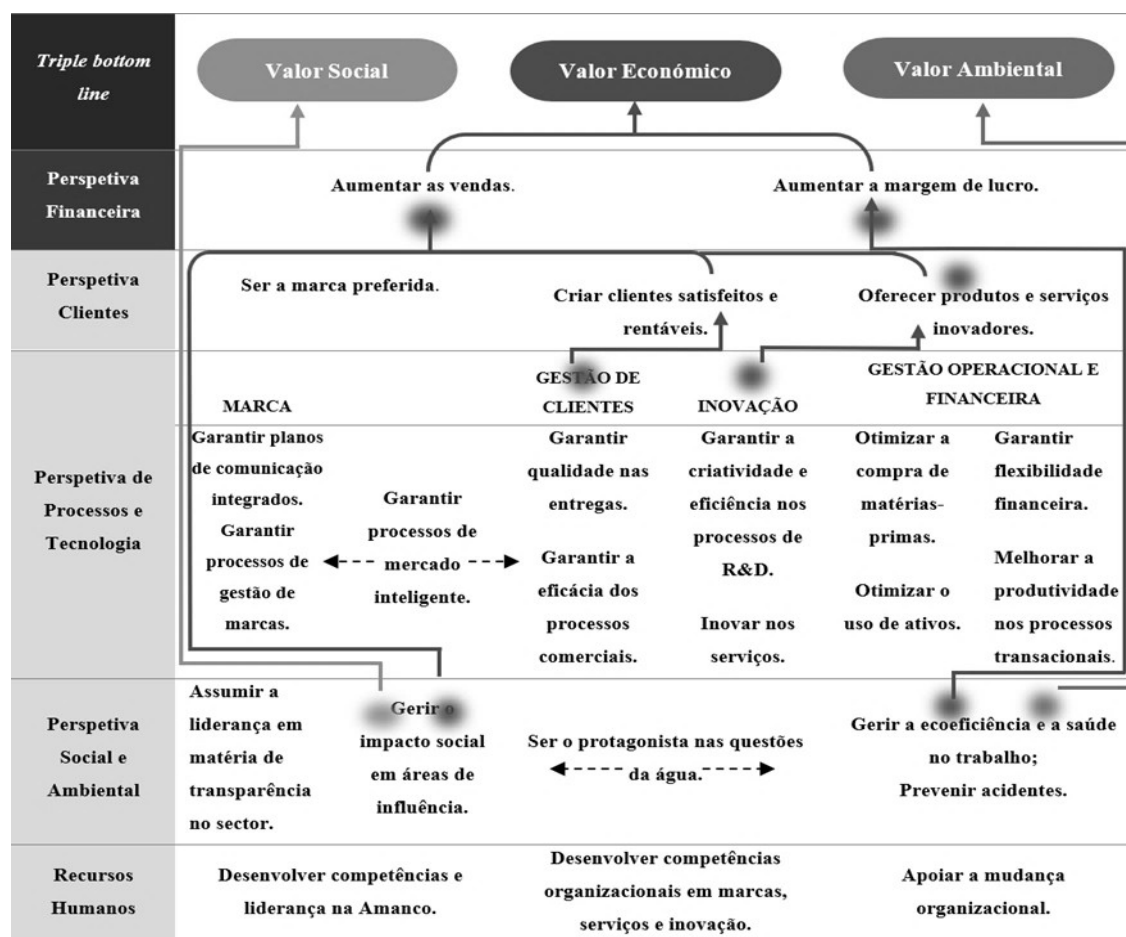 Triple bottom
line
Valor Social
Valor Económico
Valor Ambiental
Perspetiva
Financeira
Aumentar as vendas.
Aumentar a margem de lucro.
Perspetiva
Clientes
Ser a marca preferida.
Criar clientes satisfeitos e
rentáveis.
Oferecer produtos e serviços
inovadores.
Perspetiva de
Processos e
Tecnologia
MARCA
Garantir planos
de comunicação
integrados.
Garantir
processos de
gestão de
marcas.
Garantir
processos de
mercado
inteligente.
GESTÃO DE
CLIENTES
Garantir
qualidade nas
entregas.
Garantir a
eficácia dos
processos
comerciais.
INOVAÇÃO
Garantir a
criatividade e
eficiência nos
processos de
R&D.
Inovar nos
serviços.
GESTÃO OPERACIONAL E
FINANCEIRA
Otimizar a
compra de
matérias-
primas.
Otimizar o
uso de ativos.
Garantir
flexibilidade
financeira.
Melhorar a
produtividade
nos processos
transacionais.
Perspetiva
Social e
Ambiental
Assumir a
liderança em
matéria de
transparência
no sector.
Gerir o
impacto social
em áreas de
influência.
Ser o protagonista nas questões
da água.
Gerir a ecoeficiência e a saúde
no trabalho;
Prevenir acidentes.
Recursos
Humanos
Desenvolver competências e
liderança na Amanco.
Desenvolver competências
organizacionais em marcas,
serviços e inovação.
Apoiar a mudança
organizacional.